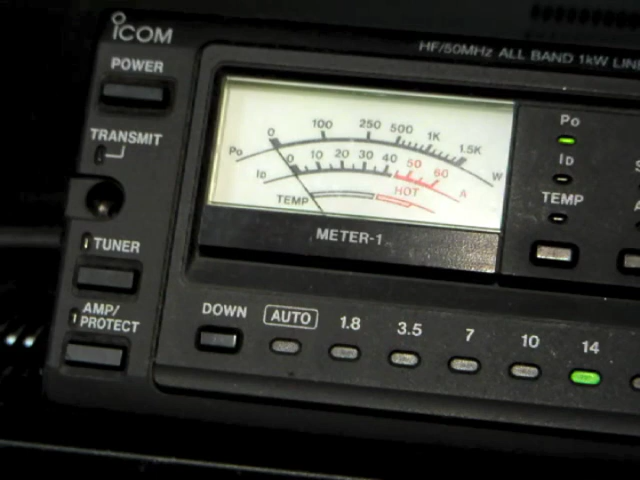 ICOM
HF/50MHz ALL BAND 1kW LINE
POWER
TRANSMIT
TUNER
AMP/
PROTECT
0 100 250 500 1K 1.5K
Po W
0 10 20 30 40 50 60
ID A
TEMP HOT
METER-1
Po
ID
TEMP
DOWN AUTO 1.8 3.5 7 10 14